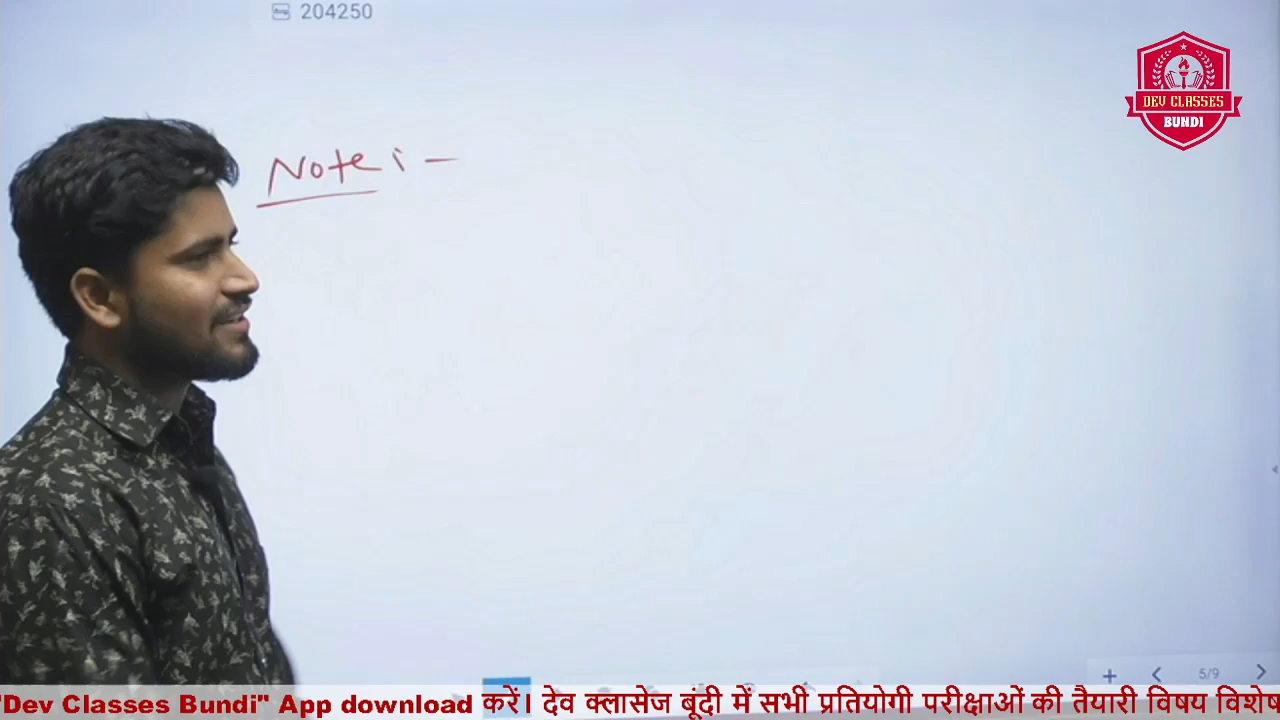 204250
DEV CLASSES
BUNDI
Note : -
5/9
"Dev Classes Bundi" App download करें। देव क्लासेज बूंदी में सभी प्रतियोगी परीक्षाओं की तैयारी विषय विशेष